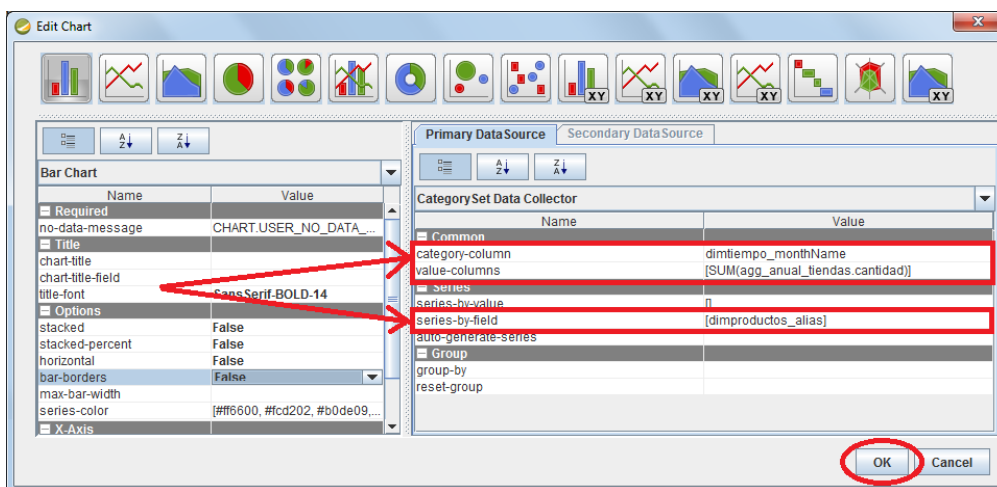 Edit Chart
XY
XY
XY
XY
XY
Primary DataSource
Secondary DataSource
A Z
Z A
A Z
Z A
Bar Chart
CategorySet Data Collector
Name Value
Required
no-data-message CHART.USER_NO_DATA_...
Title
chart-title
chart-title-field
title-font SansSerif-BOLD-14
Options
stacked False
stacked-percent False
horizontal False
bar-borders False
max-bar-width
series-color [#ff6600, #fcd202, #b0de09,...
X-Axis
Name Value
Common
category-column dimtiempo_monthName
value-columns [SUM(agg_anual_tiendas.cantidad)]
Series
series-by-value []
series-by-field [dimproductos_alias]
auto-generate-series
Group
group-by
reset-group
OK Cancel